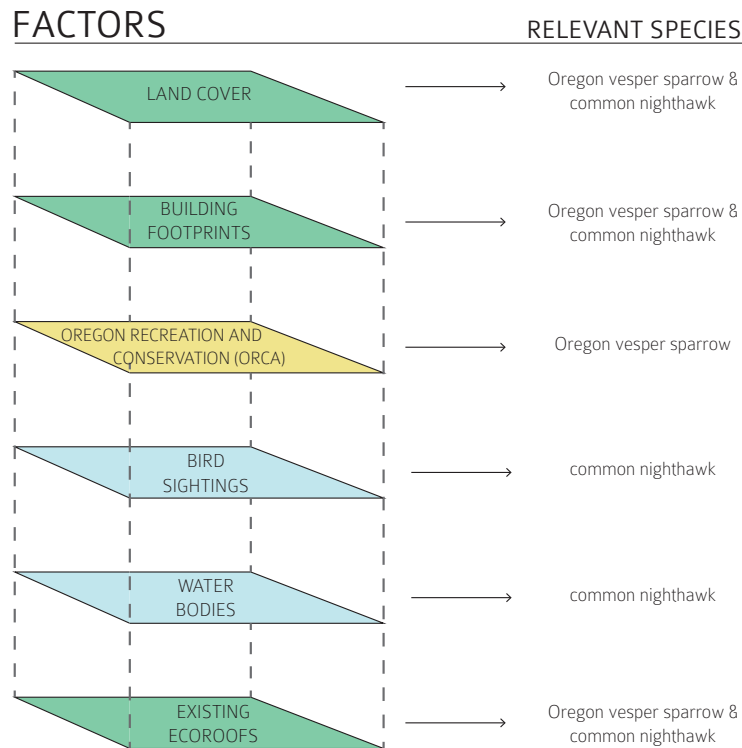 FACTORS
RELEVANT SPECIES
LAND COVER
Oregon vesper sparrow &
common nighthawk
BUILDING
FOOTPRINTS
Oregon vesper sparrow &
common nighthawk
OREGON RECREATION AND
CONSERVATION (ORCA)
Oregon vesper sparrow
BIRD
SIGHTINGS
common nighthawk
WATER
BODIES
common nighthawk
EXISTING
ECOROOFS
Oregon vesper sparrow &
common nighthawk